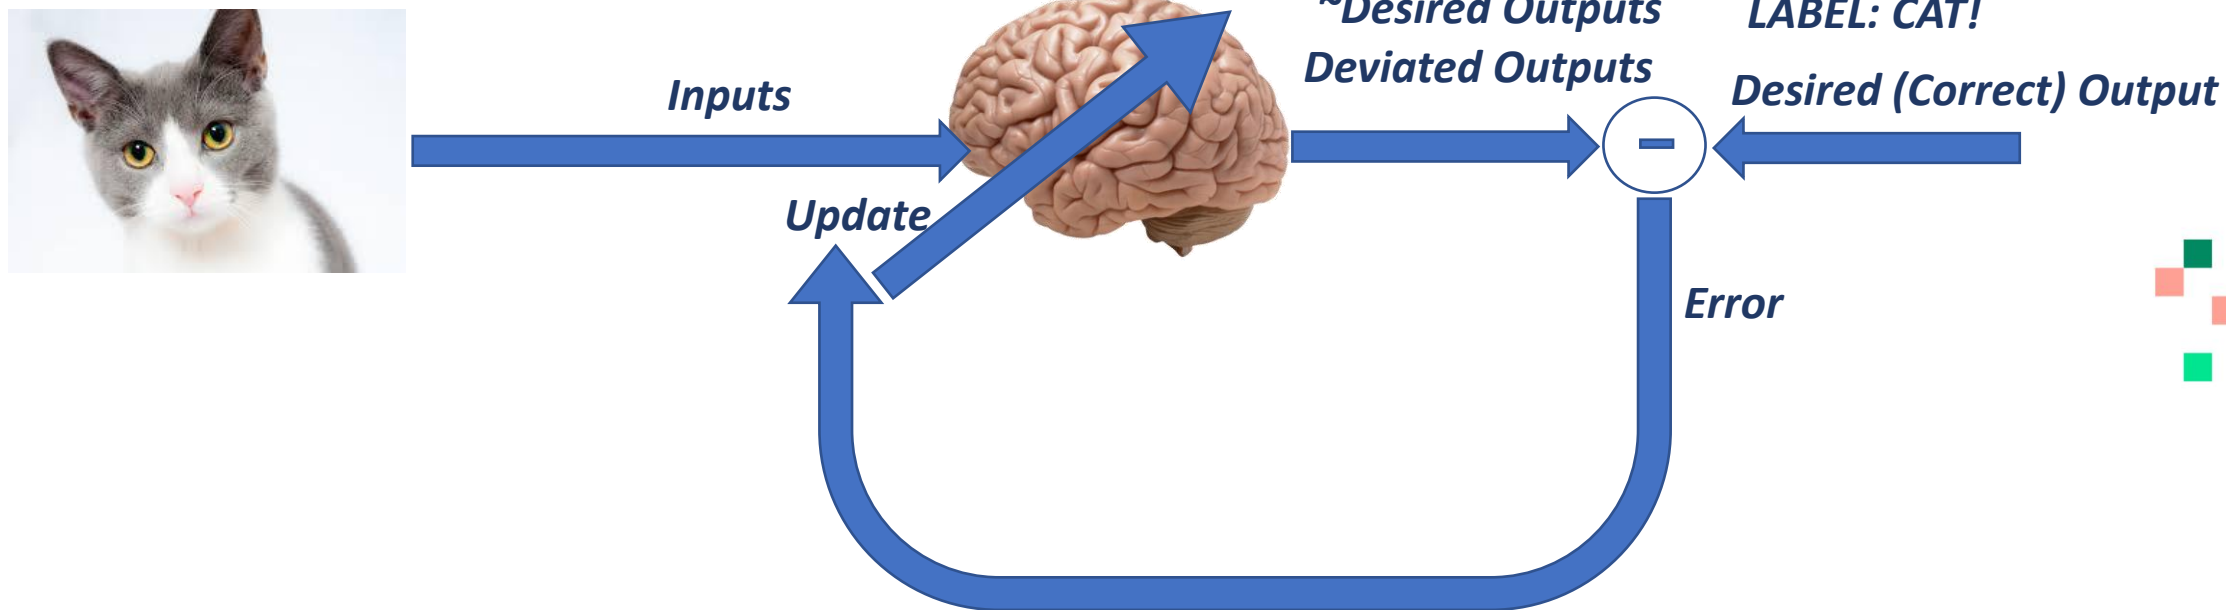 ~Desired Outputs
LABEL: CAT!
Deviated Outputs
Desired (Correct) Output
Inputs
-
Update
Error